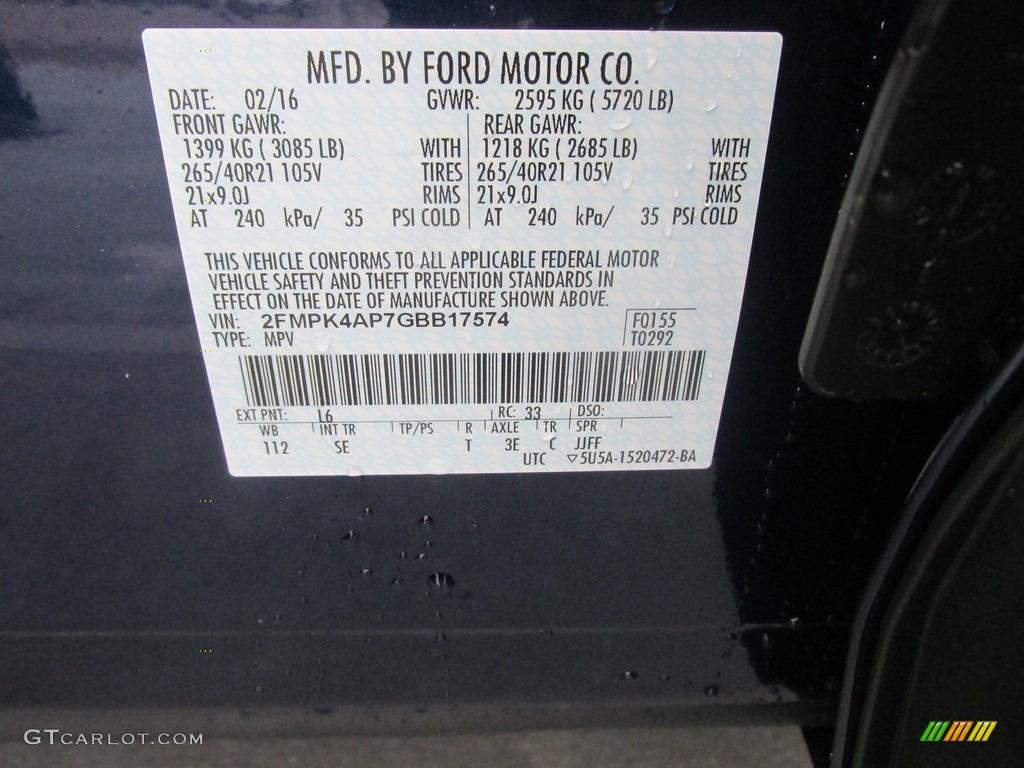 MFD. BY FORD MOTOR CO.
DATE: 02/16 GVWR: 2595 KG ( 5720 LB)
FRONT GAWR: REAR GAWR:
1399 KG ( 3085 LB) WITH 1218 KG ( 2685 LB) WITH
265/40R21 105V TIRES 265/40R21 105V TIRES
21x9.0J RIMS 21x9.0J RIMS
AT 240 kPa/ 35 PSI COLD AT 240 kPa/ 35 PSI COLD
THIS VEHICLE CONFORMS TO ALL APPLICABLE FEDERAL MOTOR
VEHICLE SAFETY AND THEFT PREVENTION STANDARDS IN
EFFECT ON THE DATE OF MANUFACTURE SHOWN ABOVE.
VIN: 2FMPK4AP7GBB17574 F0155
TYPE: MPV T0292
EXT PNT: L6 RC: 33 DSO:
WB INT TR TP/PS R AXLE TR SPR
112 SE T 3E C JJFF
UTC ▽5U5A-1520472-BA
GTCARLOT.COM